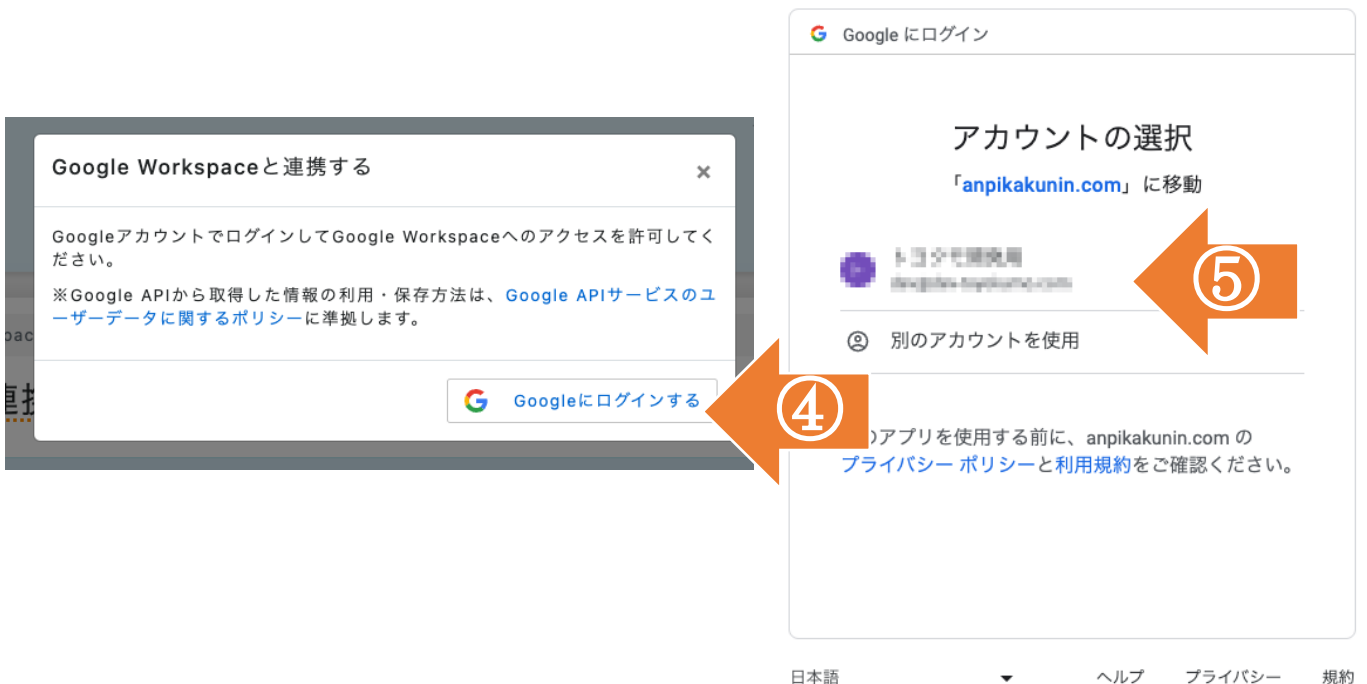 Google Workspaceと連携する
×
GoogleアカウントでログインしてGoogle Workspaceへのアクセスを許可してく
ださい。
※Google APIから取得した情報の利用・保存方法は、Google APIサービスのユ
ーザーデータに関するポリシーに準拠します。
Googleにログインする
④
Google にログイン
アカウントの選択
「anpikakunin.com」に移動
⑤
別のアカウントを使用
アプリを使用する前に、anpikakunin.com の
プライバシー ポリシーと利用規約をご確認ください。
日本語
ヘルプ
プライバシー
規約